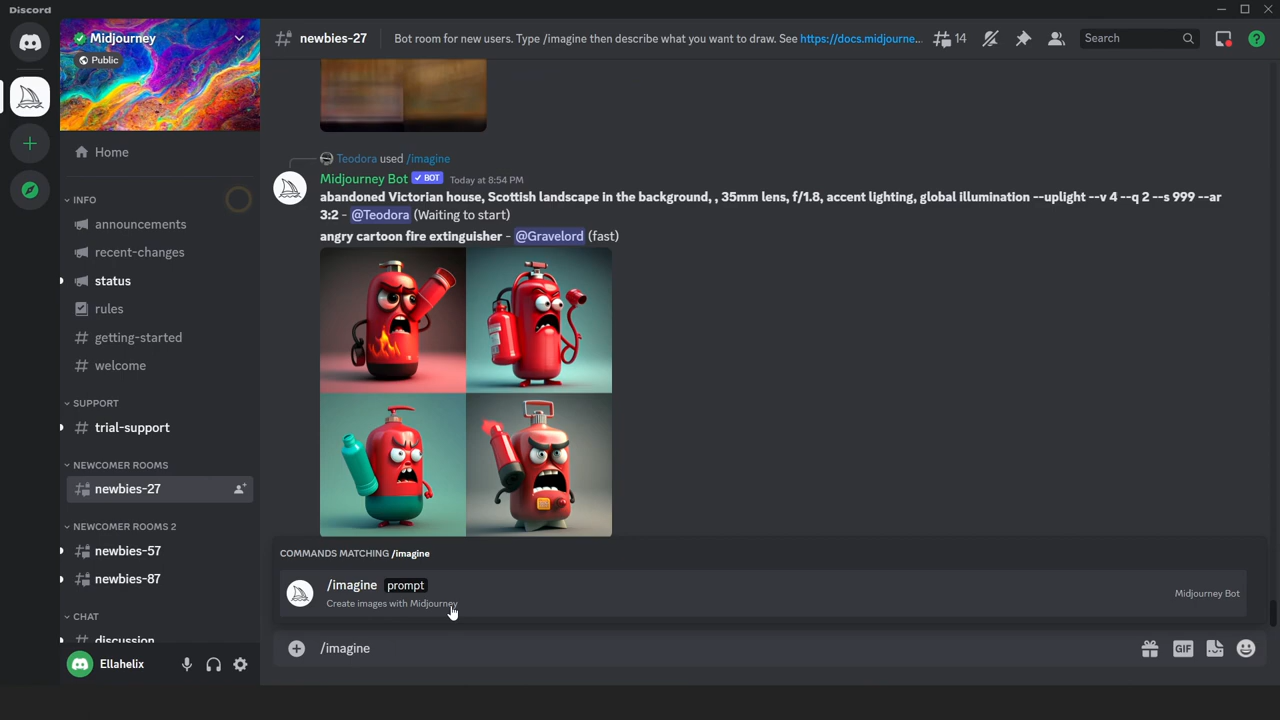 Discord
Midjourney
Public
Home
INFO
announcements
recent-changes
status
rules
getting-started
welcome
SUPPORT
trial-support
NEWCOMER ROOMS
newbies-27
NEWCOMER ROOMS 2
newbies-57
newbies-87
CHAT
discussion
Ellahelix
newbies-27
Bot room for new users. Type /imagine then describe what you want to draw. See https://docs.midjourne...
14
Search
Teodora used /imagine
Midjourney Bot ✓ BOT Today at 8:54 PM
abandoned Victorian house, Scottish landscape in the background, , 35mm lens, f/1.8, accent lighting, global illumination --uplight --v 4 --q 2 --s 999 --ar
3:2 - @Teodora (Waiting to start)
angry cartoon fire extinguisher - @Gravelord (fast)
COMMANDS MATCHING /imagine
/imagine prompt
Create images with Midjourney
Midjourney Bot
/imagine
GIF